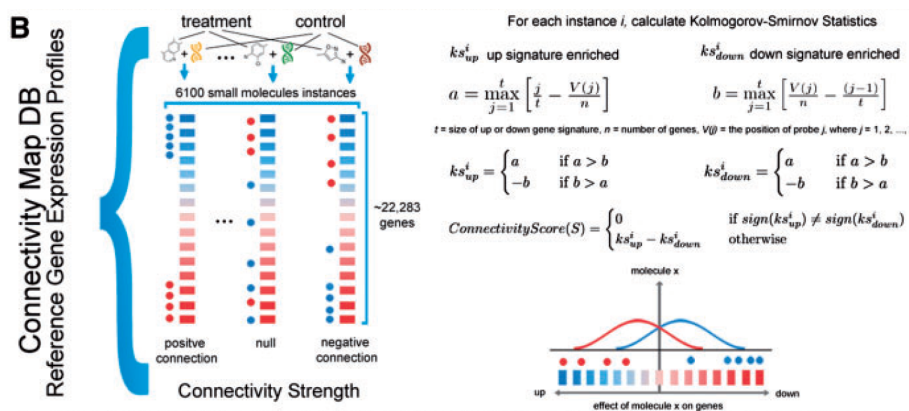 B
Connectivity Map DB
Reference Gene Expression Profiles
treatment control
+ ... + +
6100 small molecules instances
...
~22,283
genes
positve
connection
null
negative
connection
Connectivity Strength
For each instance i, calculate Kolmogorov-Smirnov Statistics
ks^i_up up signature enriched
ks^i_down down signature enriched
a = max_{j=1}^{t} [ j/t − V(j)/n ]
b = max_{j=1}^{t} [ V(j)/n − (j-1)/t ]
t = size of up or down gene signature, n = number of genes, V(j) = the position of probe j, where j = 1, 2, ...,
ks^i_up = { a if a > b
−b if b > a
ks^i_down = { a if a > b
−b if b > a
ConnectivityScore(S) = { 0 if sign(ks^i_up) ≠ sign(ks^i_down)
ks^i_up − ks^i_down otherwise
molecule x
up down
effect of molecule x on genes